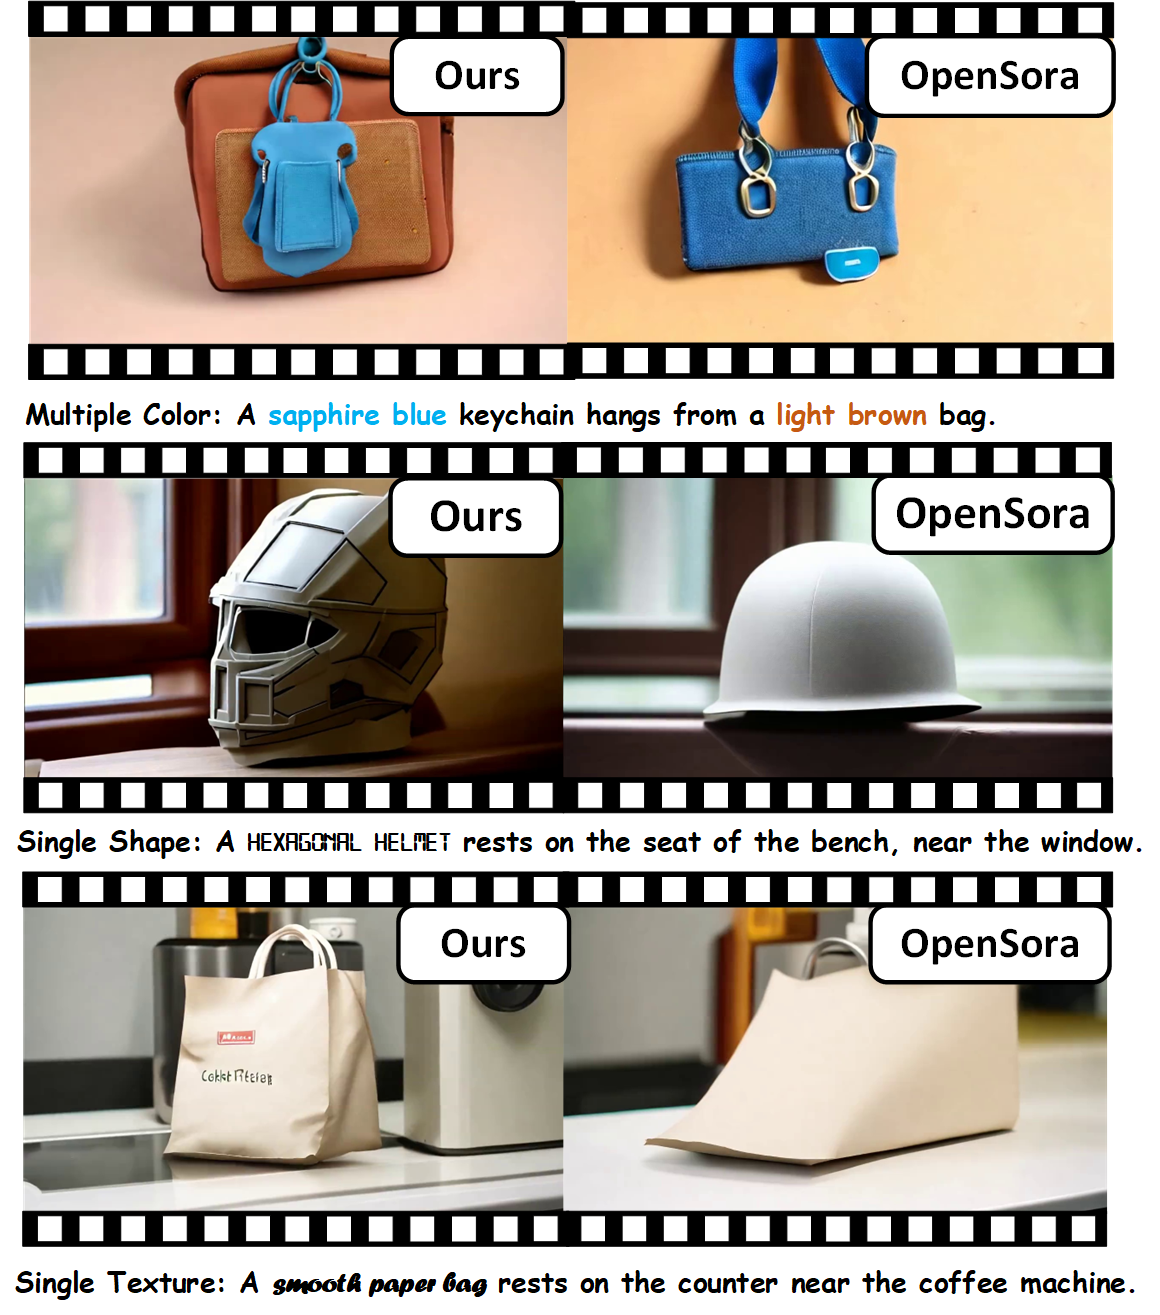 Ours
OpenSora
Multiple Color: A sapphire blue keychain hangs from a light brown bag.
Ours
OpenSora
Single Shape: A HEXAGONAL HELMET rests on the seat of the bench, near the window.
Ours
OpenSora
Single Texture: A smooth paper bag rests on the counter near the coffee machine.